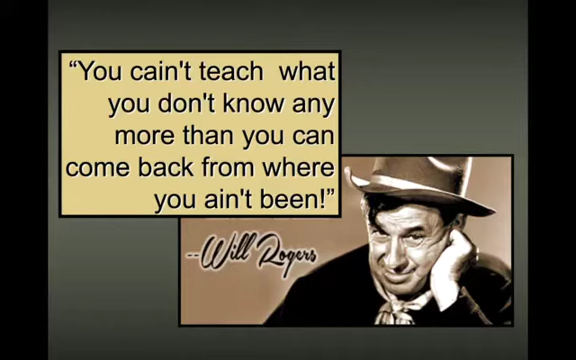 “You cain't teach what
you don't know any
more than you can
come back from where
you ain't been!”
--Will Rogers